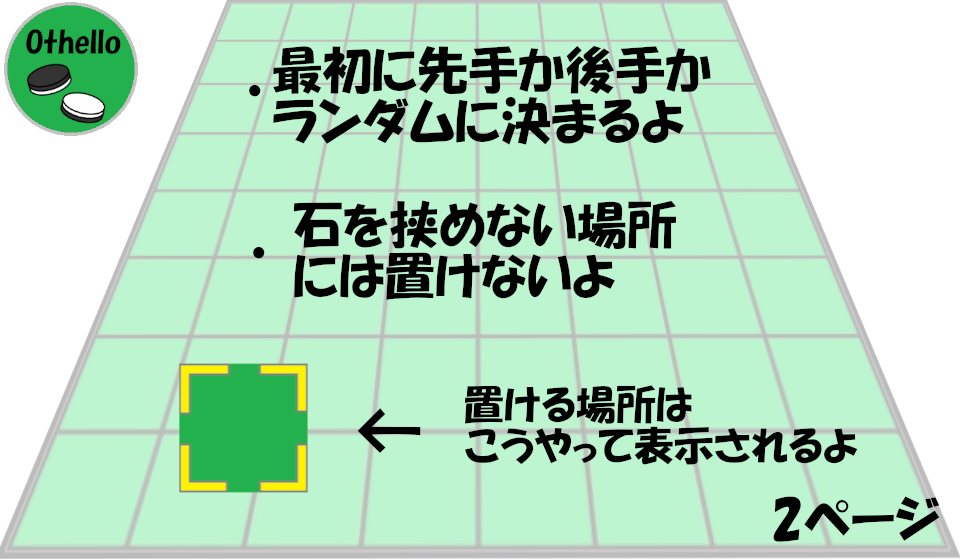 Othello
・最初に先手か後手か
ランダムに決まるよ
・石を挟めない場所
には置けないよ
←置ける場所は
こうやって表示されるよ
2ページ